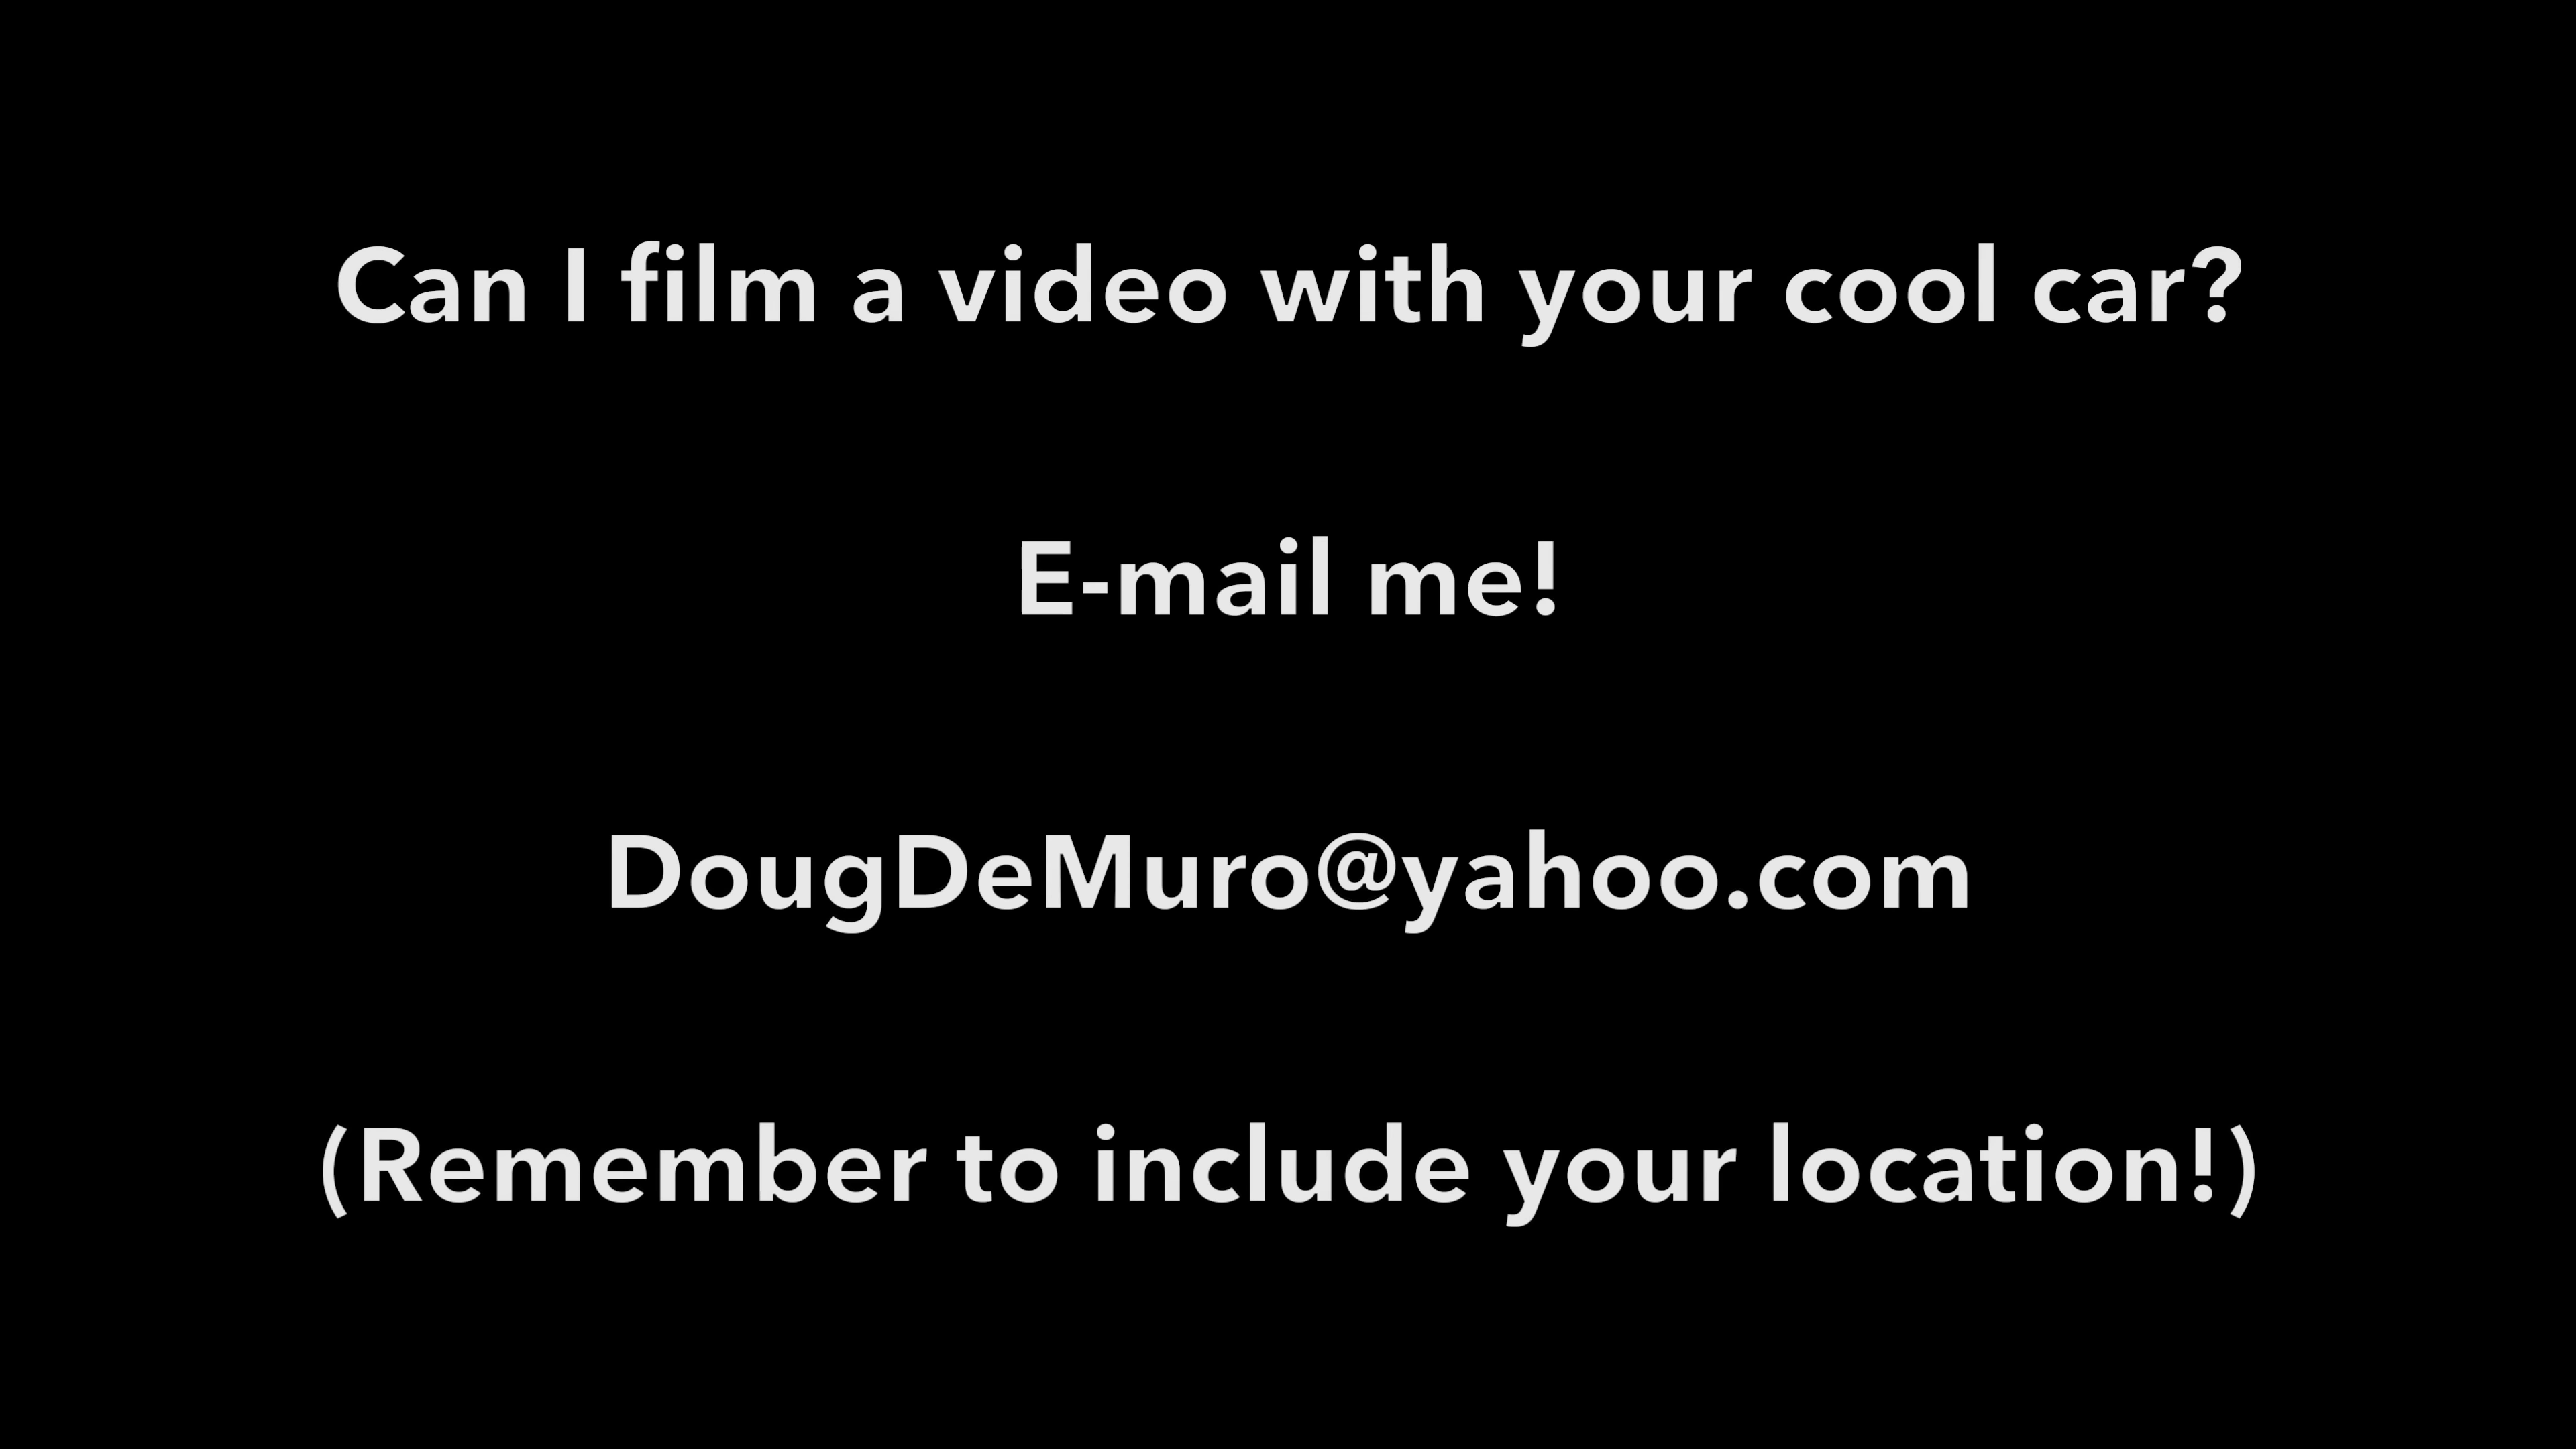 Can I film a video with your cool car?
E-mail me!
DougDeMuro@yahoo.com
(Remember to include your location!)